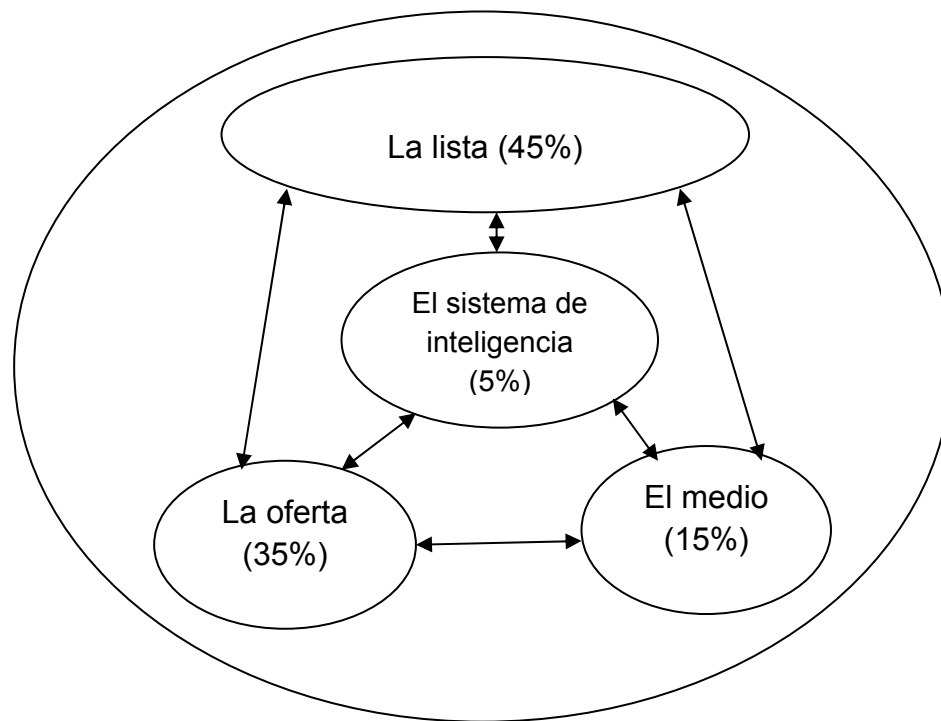 La lista (45%)
El sistema de
inteligencia
(5%)
La oferta
(35%)
El medio
(15%)